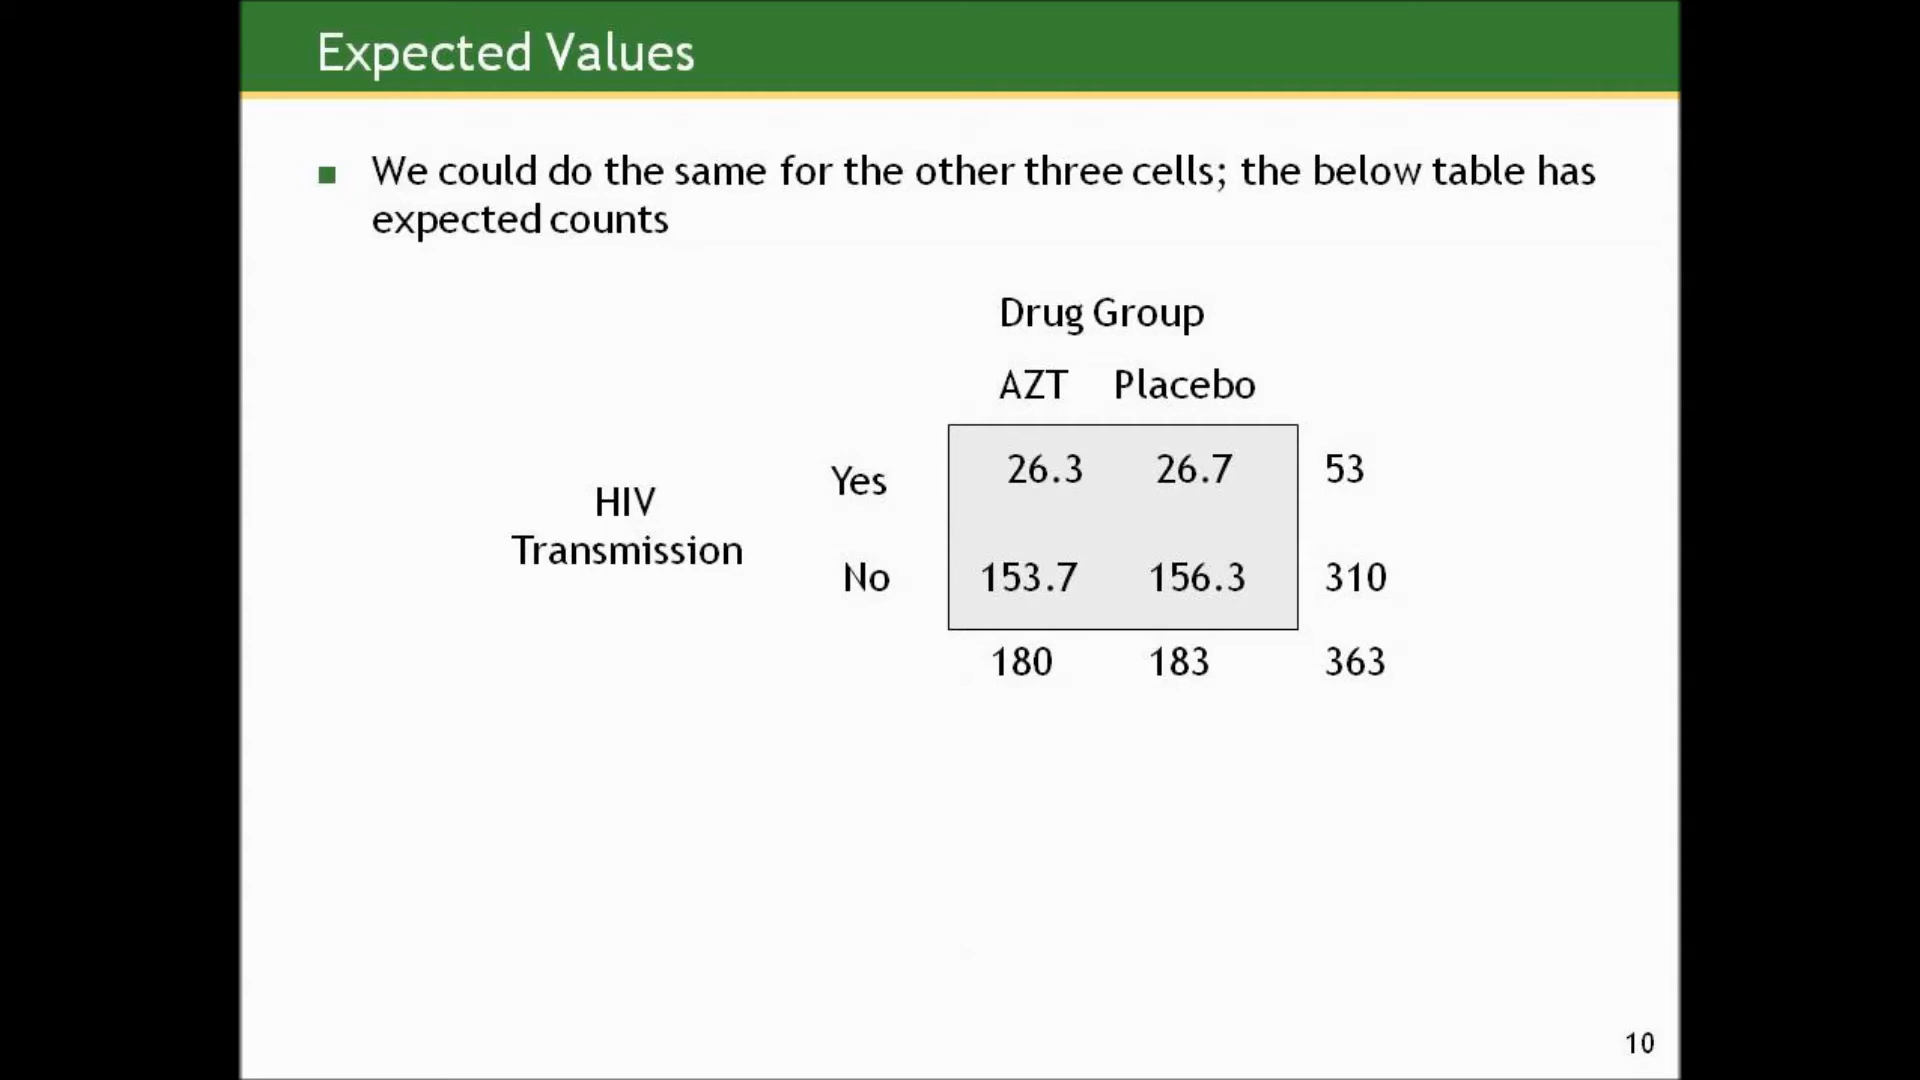 Expected Values
We could do the same for the other three cells; the below table has
expected counts
Drug Group
AZT Placebo
HIV
Transmission
Yes 26.3 26.7 53
No 153.7 156.3 310
180 183 363
10